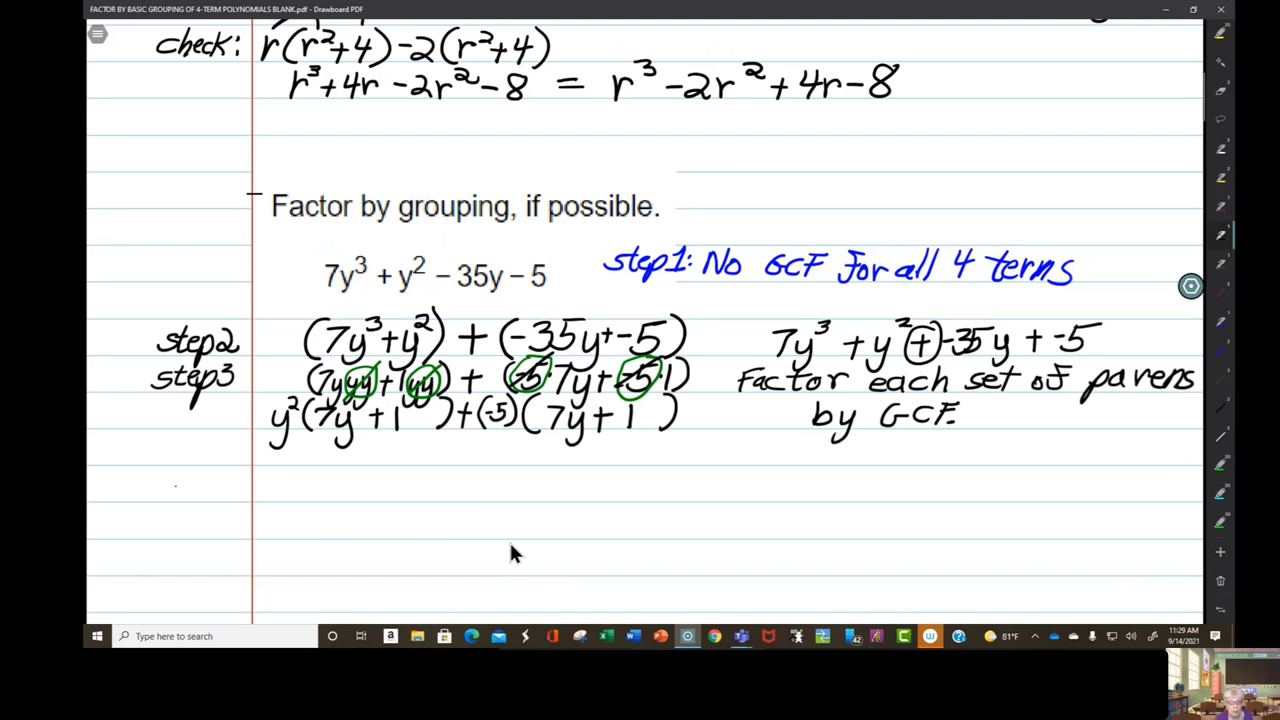 FACTOR BY BASIC GROUPING OF 4-TERM POLYNOMIALS BLANK.pdf - Drawboard PDF
check: r(r²+4)-2(r²+4)
r³+4r-2r²-8 = r³-2r²+4r-8
Factor by grouping, if possible.
7y³ + y² − 35y − 5
step1: No GCF for all 4 terms
step2 (7y³+y²) + (-35y+-5) 7y³ + y² + -35y + -5
step3 (7yyy+1yy) + (-5·7y+-5·1) Factor each set of parens
y²(7y+1) + (-5)(7y+1) by GCF.
Type here to search
42
81°F
11:29 AM
9/14/2021